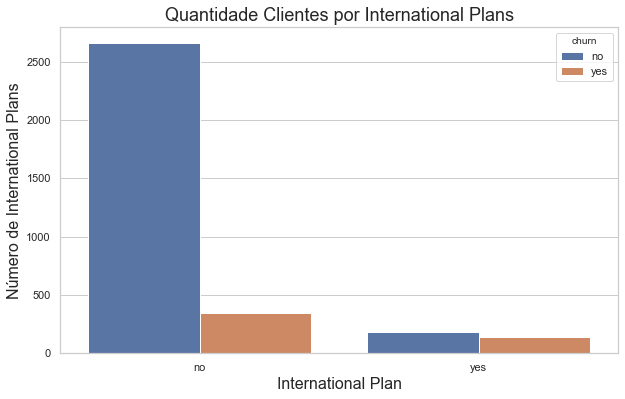 Quantidade Clientes por International Plans
churn
no
yes
Número de International Plans
2500
2000
1500
1000
500
0
no
yes
International Plan